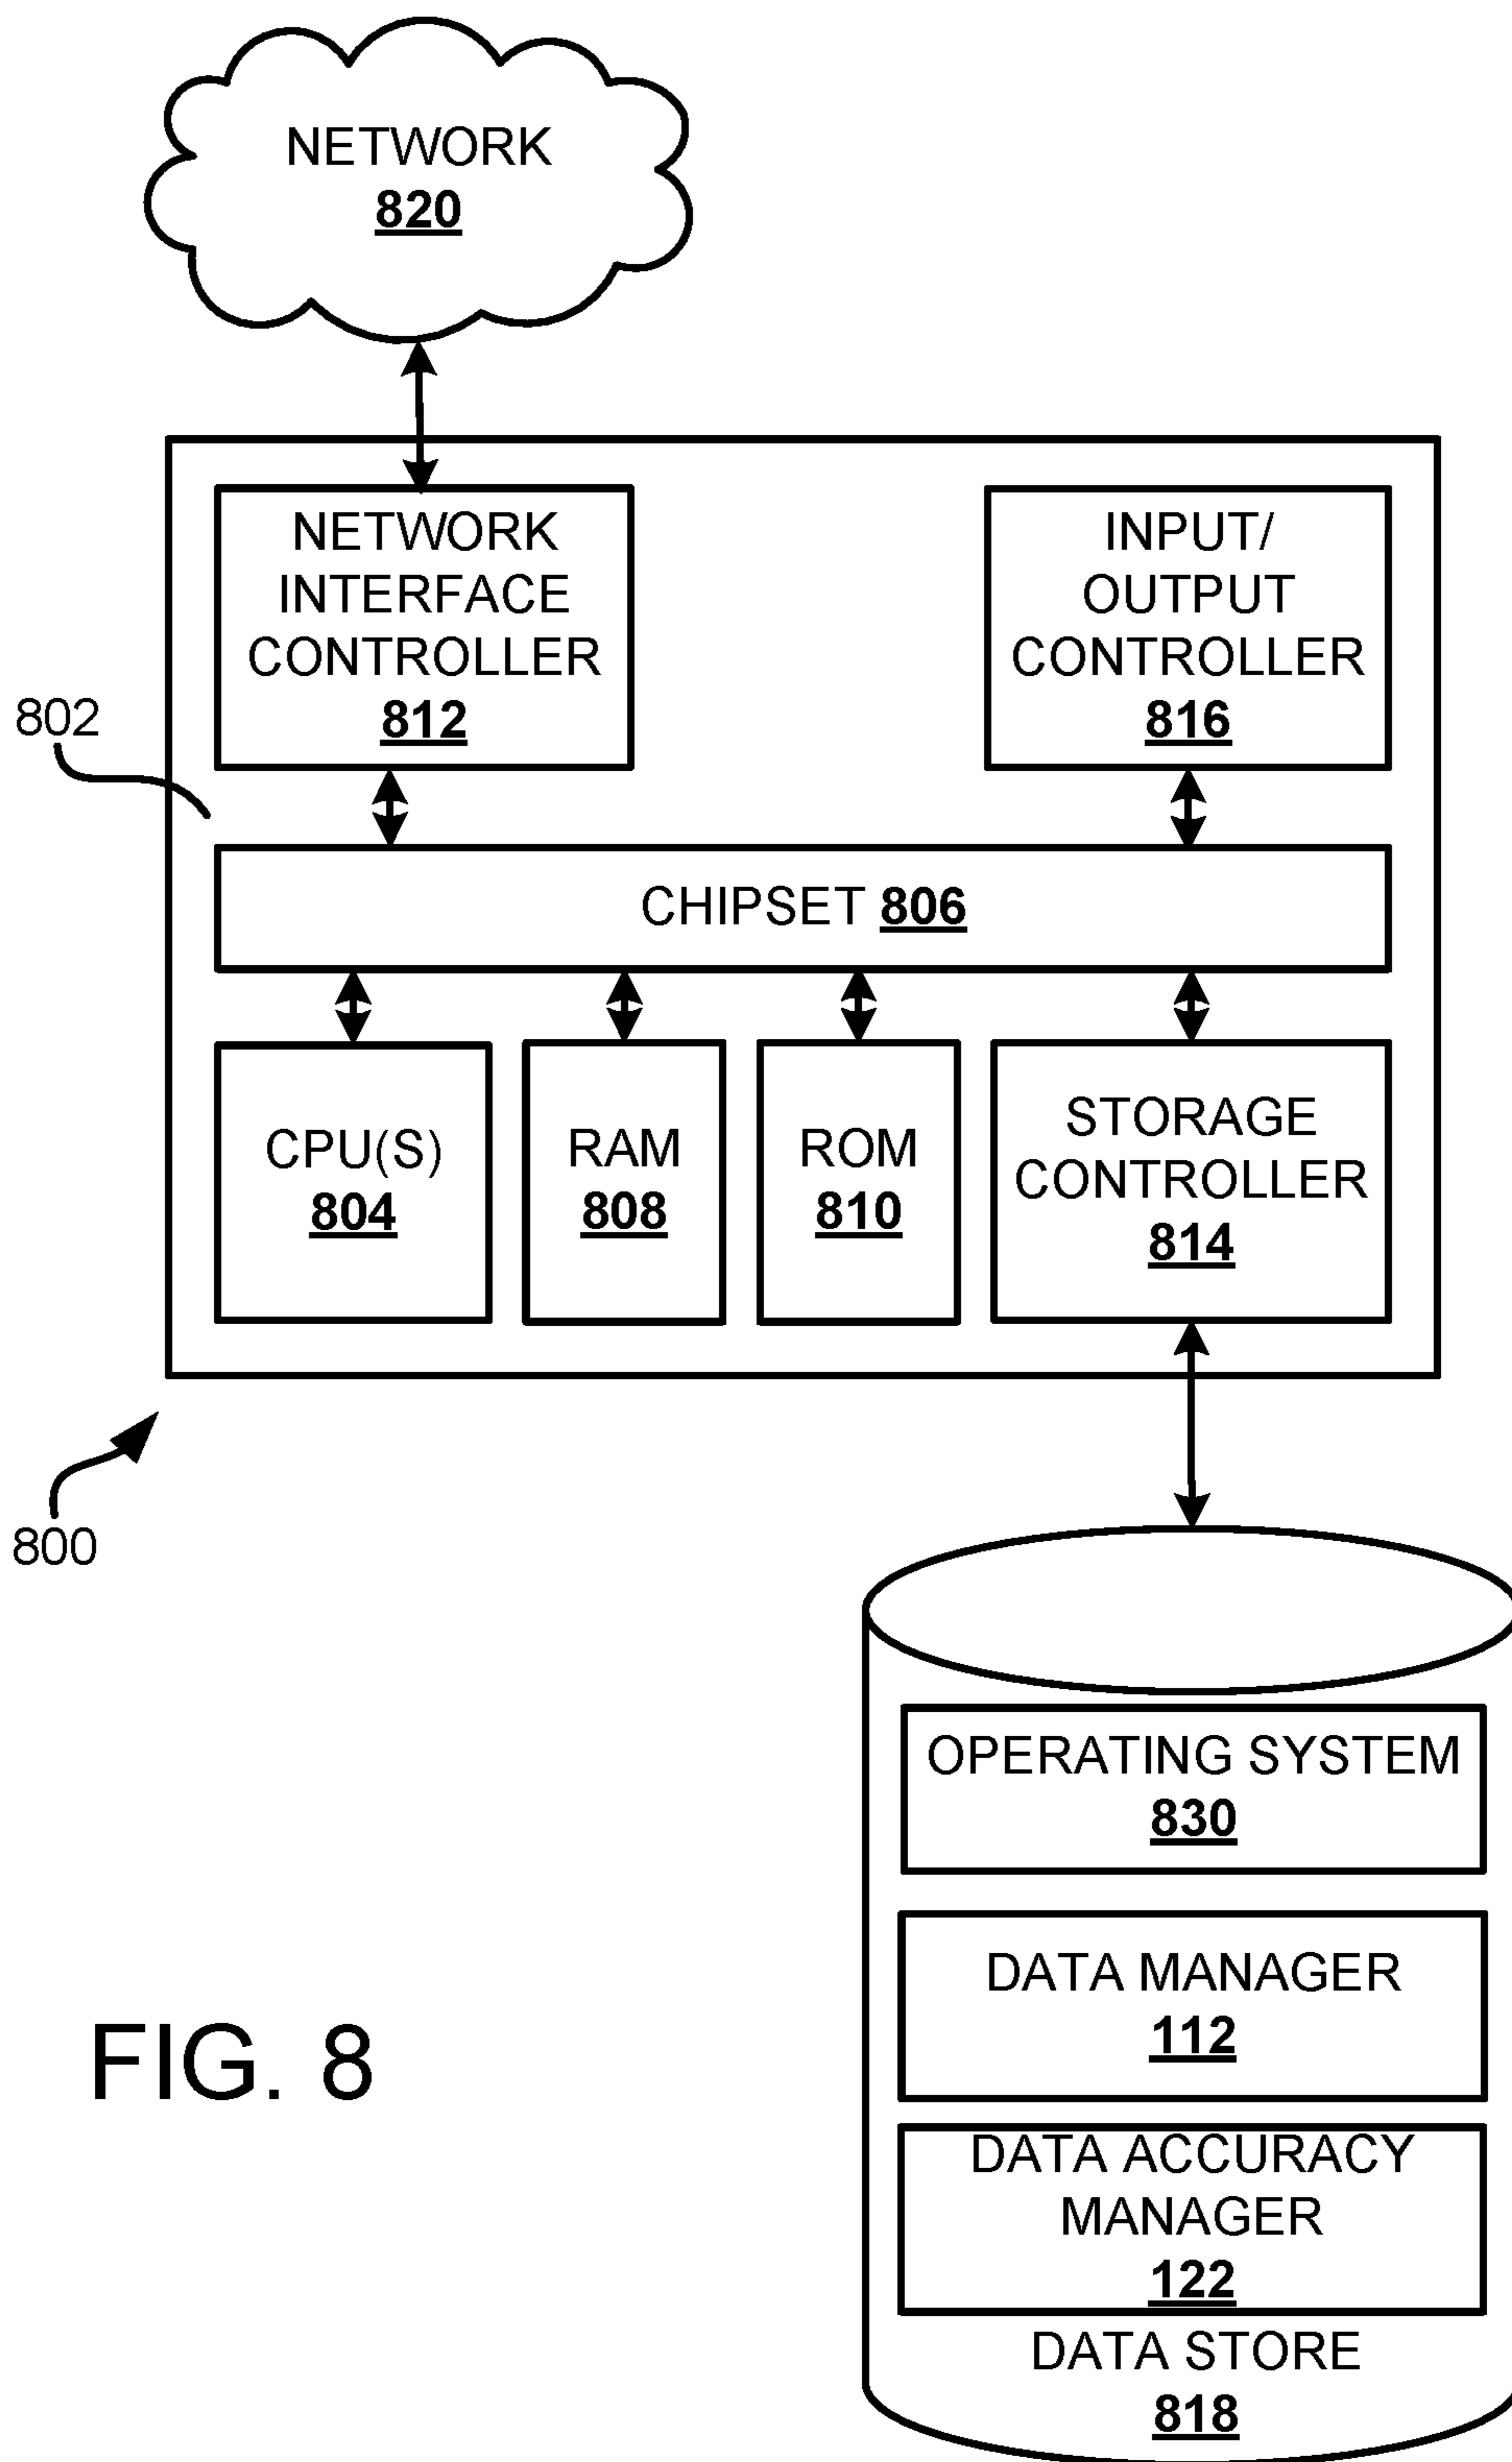 NETWORK
820
NETWORK
INTERFACE
CONTROLLER
812
INPUT/
OUTPUT
CONTROLLER
816
802
CHIPSET 806
CPU(S)
804
RAM
808
ROM
810
STORAGE
CONTROLLER
814
800
OPERATING SYSTEM
830
DATA MANAGER
112
DATA ACCURACY
MANAGER
122
DATA STORE
818
FIG. 8